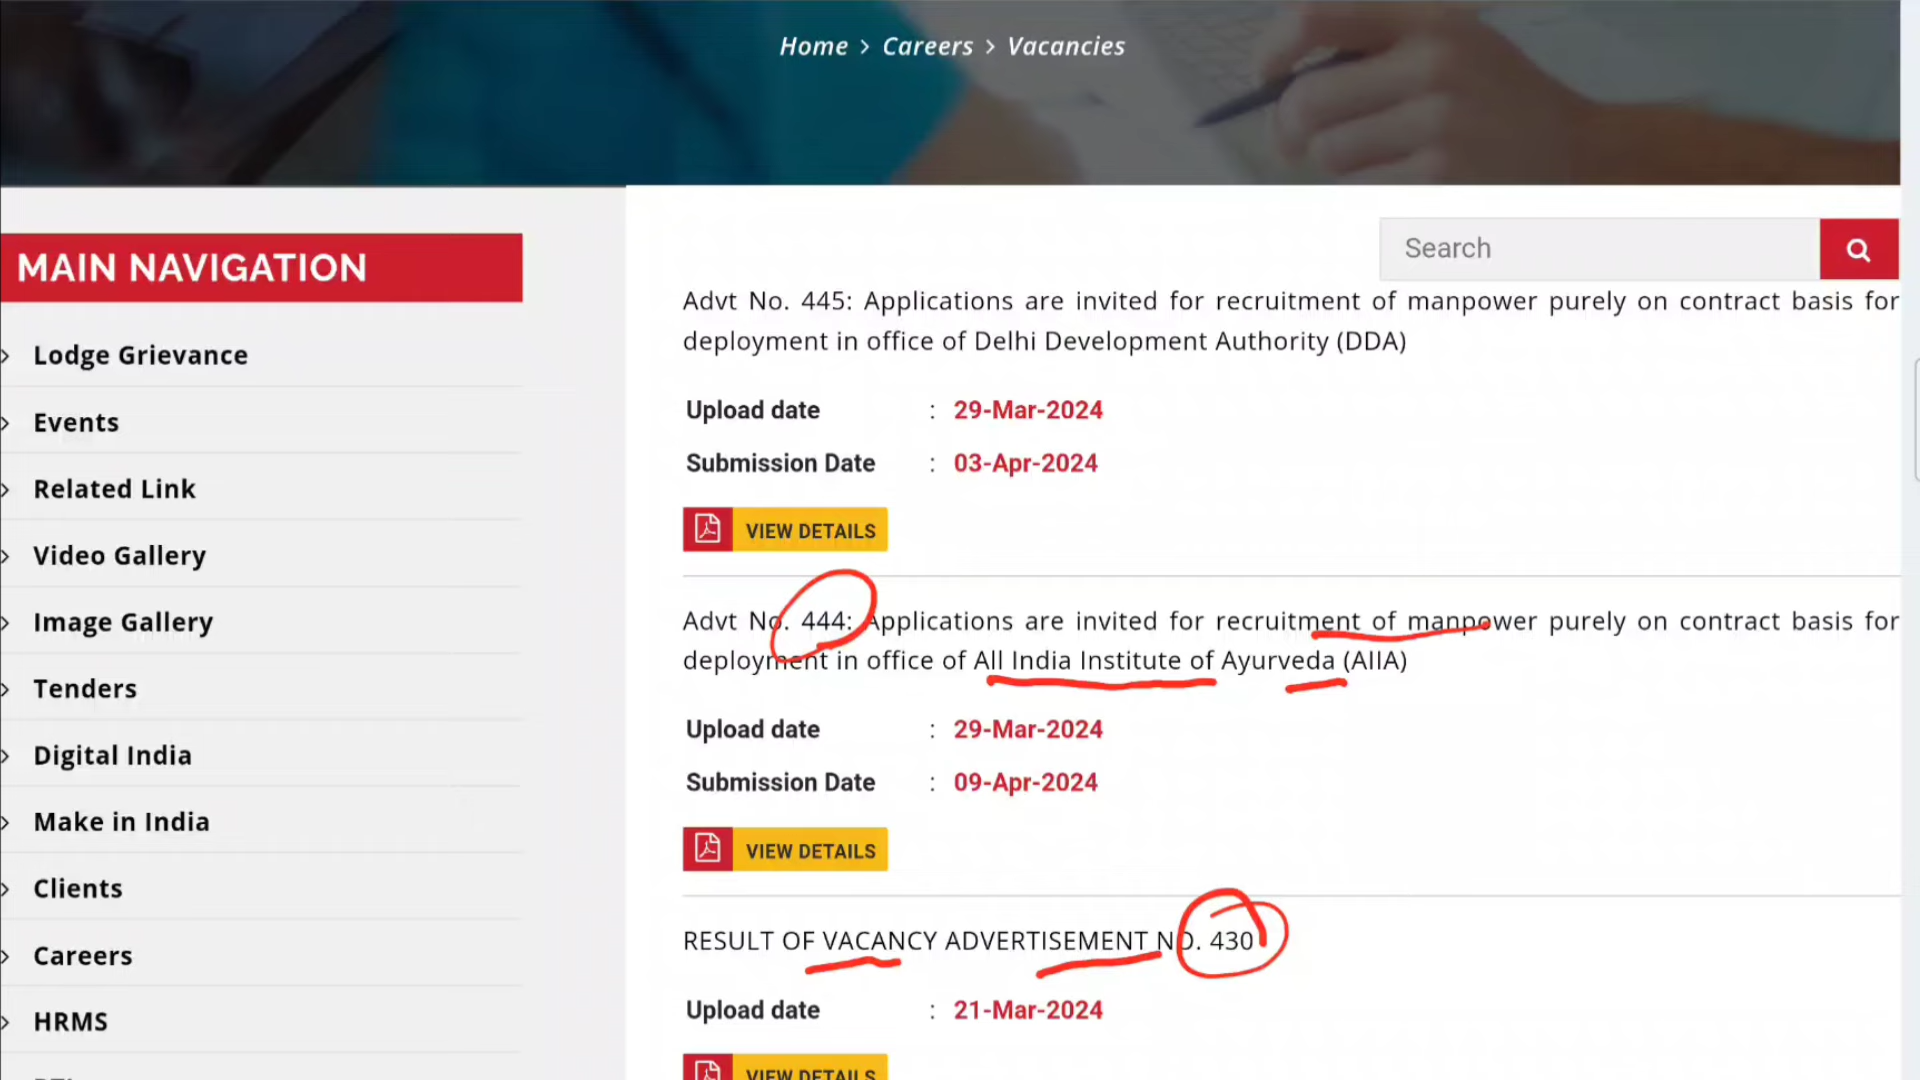 Home > Careers > Vacancies
Search
MAIN NAVIGATION
Lodge Grievance
Events
Related Link
Video Gallery
Image Gallery
Tenders
Digital India
Make in India
Clients
Careers
HRMS
Advt No. 445: Applications are invited for recruitment of manpower purely on contract basis for
deployment in office of Delhi Development Authority (DDA)
Upload date : 29-Mar-2024
Submission Date : 03-Apr-2024
VIEW DETAILS
Advt No. 444: Applications are invited for recruitment of manpower purely on contract basis for
deployment in office of All India Institute of Ayurveda (AIIA)
Upload date : 29-Mar-2024
Submission Date : 09-Apr-2024
VIEW DETAILS
RESULT OF VACANCY ADVERTISEMENT NO. 430
Upload date : 21-Mar-2024
VIEW DETAILS